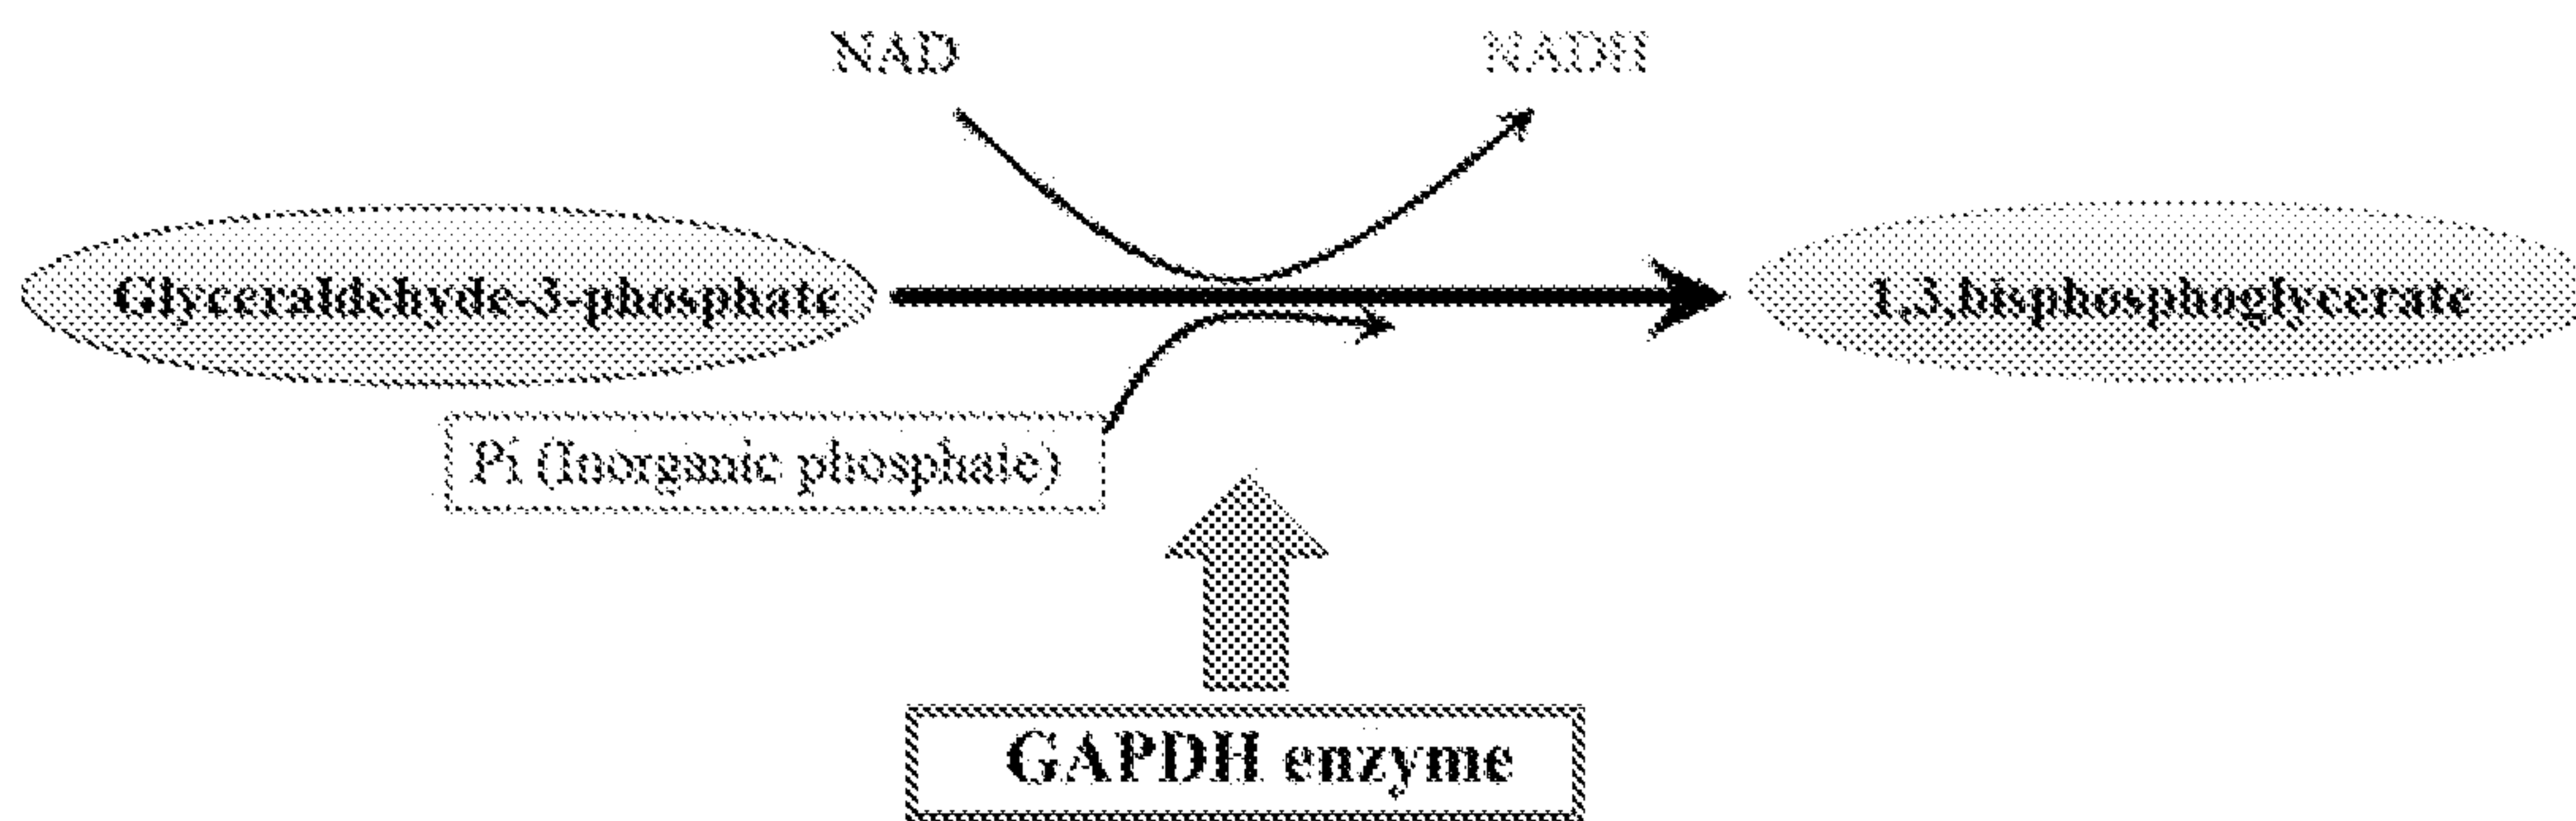 NAD
NADH
Glyceraldehyde-3-phosphate
1,3,bisphosphoglycerate
Pi (Inorganic phosphate)
GAPDH enzyme